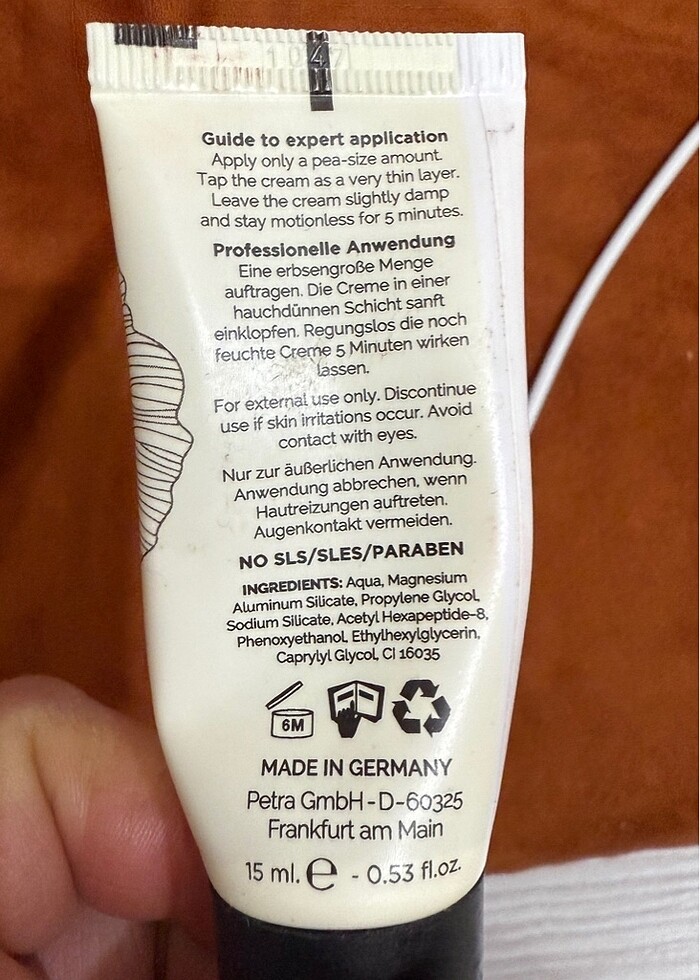 1047
Guide to expert application
Apply only a pea-size amount.
Tap the cream as a very thin layer.
Leave the cream slightly damp
and stay motionless for 5 minutes.
Professionelle Anwendung
Eine erbsengroße Menge
auftragen. Die Creme in einer
hauchdünnen Schicht sanft
einklopfen. Regungslos die noch
feuchte Creme 5 Minuten wirken
lassen.
For external use only. Discontinue
use if skin irritations occur. Avoid
contact with eyes.
Nur zur äußerlichen Anwendung.
Anwendung abbrechen, wenn
Hautreizungen auftreten.
Augenkontakt vermeiden.
NO SLS/SLES/PARABEN
INGREDIENTS: Aqua, Magnesium
Aluminum Silicate, Propylene Glycol,
Sodium Silicate, Acetyl Hexapeptide-8,
Phenoxyethanol, Ethylhexylglycerin,
Caprylyl Glycol, CI 16035
6M
MADE IN GERMANY
Petra GmbH - D-60325
Frankfurt am Main
15 ml. e - 0.53 fl.oz.